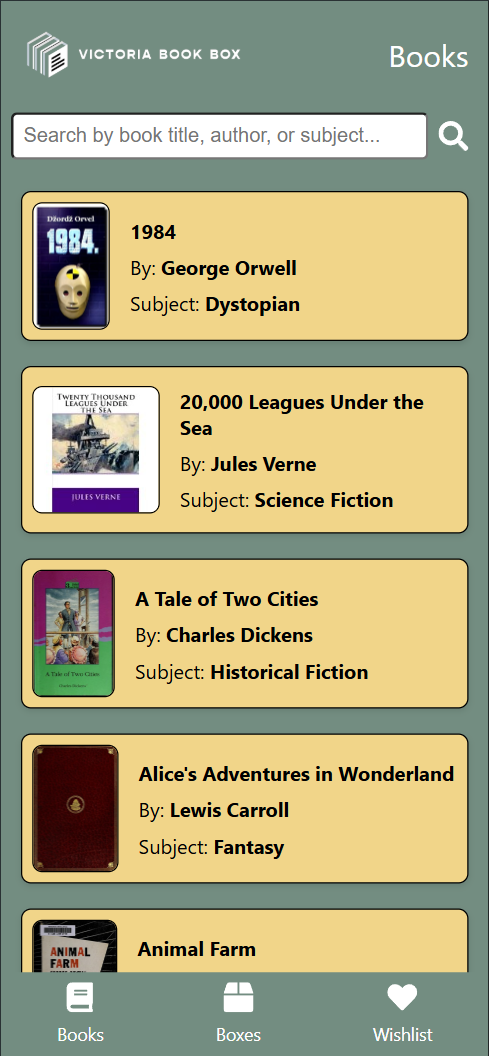 VICTORIA BOOK BOX
Books
Search by book title, author, or subject...
Džordž Orvel
1984.
1984
By: George Orwell
Subject: Dystopian
TWENTY THOUSAND
LEAGUES UNDER
THE SEA
JULES VERNE
20,000 Leagues Under the
Sea
By: Jules Verne
Subject: Science Fiction
A Tale of Two Cities
Charles Dickens
A Tale of Two Cities
By: Charles Dickens
Subject: Historical Fiction
Alice's Adventures in Wonderland
By: Lewis Carroll
Subject: Fantasy
ANIMAL
FARM
Animal Farm
Books
Boxes
Wishlist